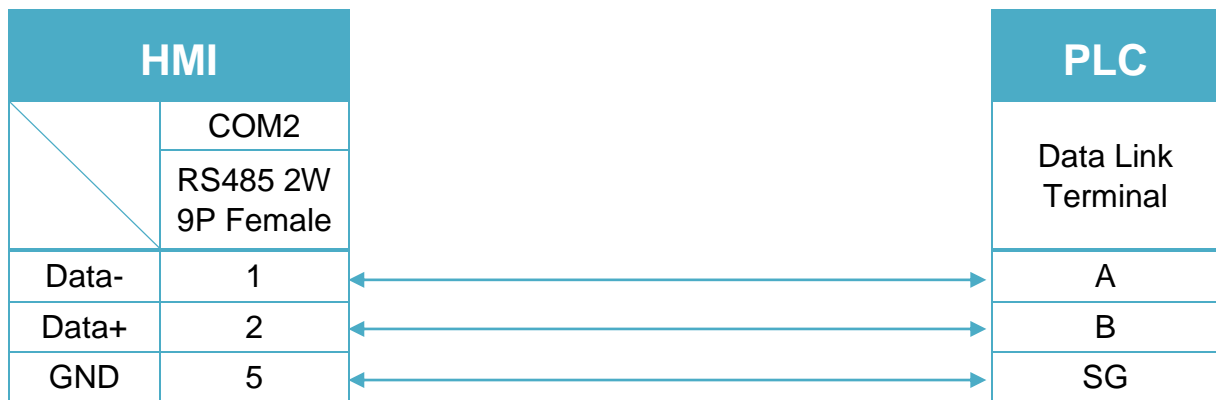 HMI
PLC
COM2
RS485 2W
9P Female
Data Link
Terminal
Data- 1 A
Data+ 2 B
GND 5 SG